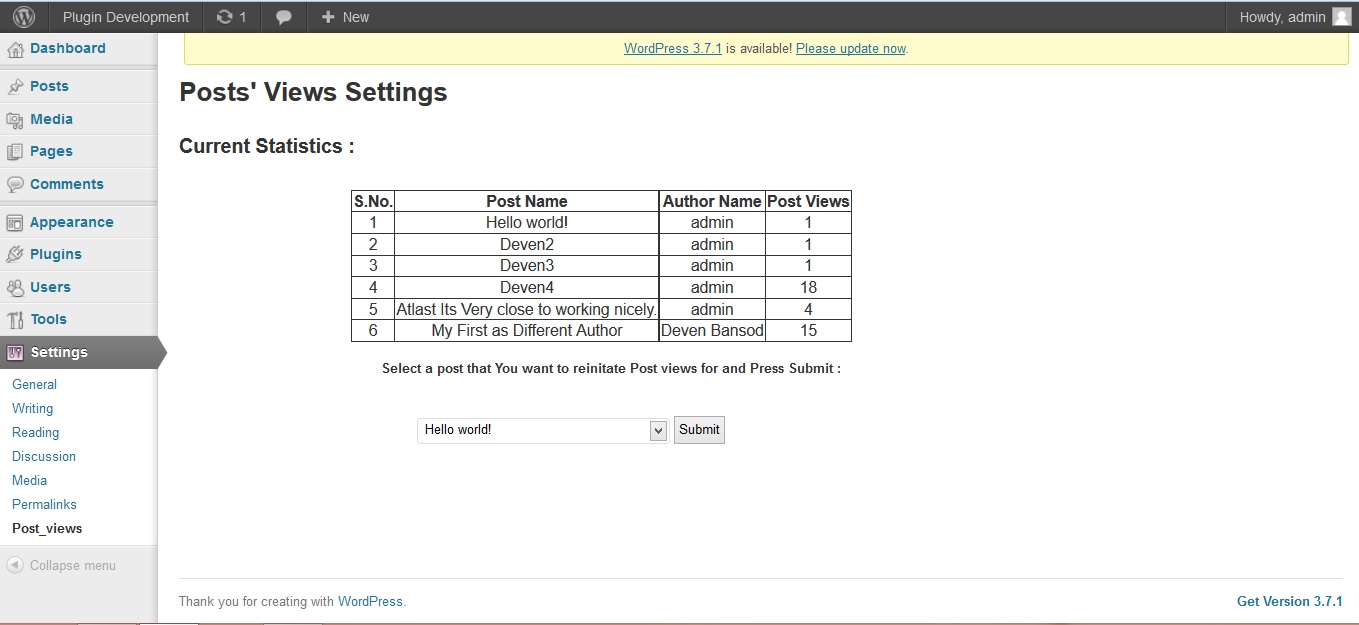 Plugin Development 1 New Howdy, admin
WordPress 3.7.1 is available! Please update now.
Dashboard
Posts
Media
Pages
Comments
Appearance
Plugins
Users
Tools
Settings
General
Writing
Reading
Discussion
Media
Permalinks
Post_views
Collapse menu
Posts' Views Settings
Current Statistics :
S.No. Post Name Author Name Post Views
1 Hello world! admin 1
2 Deven2 admin 1
3 Deven3 admin 1
4 Deven4 admin 18
5 Atlast Its Very close to working nicely. admin 4
6 My First as Different Author Deven Bansod 15
Select a post that You want to reinitate Post views for and Press Submit :
Hello world! Submit
Thank you for creating with WordPress. Get Version 3.7.1